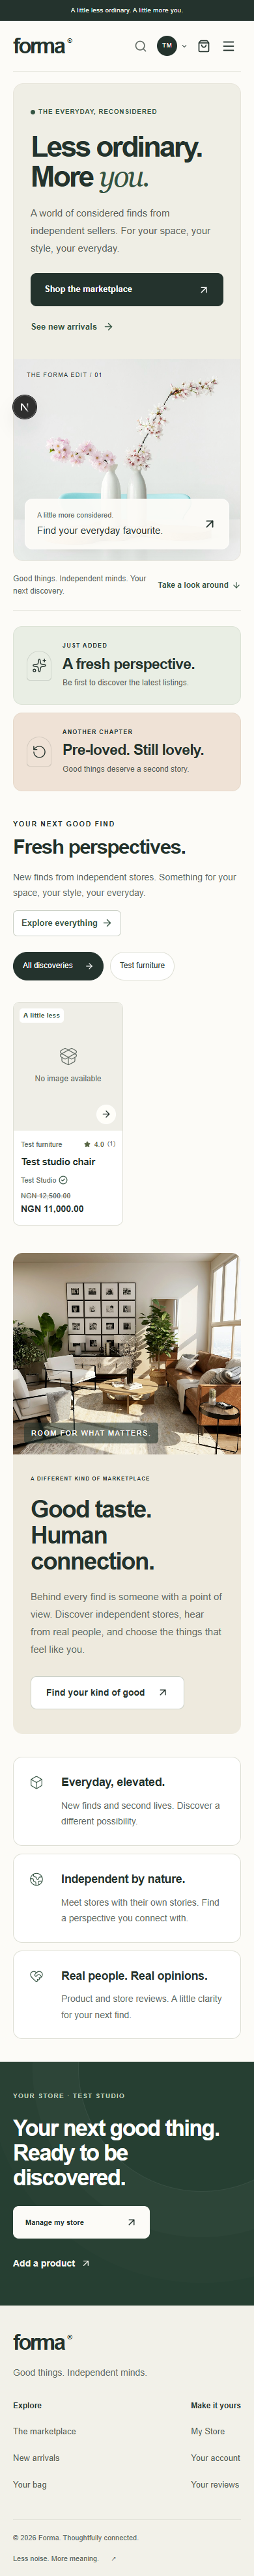 A little less ordinary. A little more you.
forma®
TM
THE EVERYDAY, RECONSIDERED
Less ordinary.
More you.
A world of considered finds from
independent sellers. For your space, your
style, your everyday.
Shop the marketplace
See new arrivals
THE FORMA EDIT / 01
N
A little more considered.
Find your everyday favourite.
Good things. Independent minds. Your
next discovery.
Take a look around
JUST ADDED
A fresh perspective.
Be first to discover the latest listings.
ANOTHER CHAPTER
Pre-loved. Still lovely.
Good things deserve a second story.
YOUR NEXT GOOD FIND
Fresh perspectives.
New finds from independent stores. Something for your
space, your style, your everyday.
Explore everything
All discoveries
Test furniture
A little less
No image available
Test furniture
4.0 (1)
Test studio chair
Test Studio
NGN 12,500.00
NGN 11,000.00
ROOM FOR WHAT MATTERS.
A DIFFERENT KIND OF MARKETPLACE
Good taste.
Human
connection.
Behind every find is someone with a point of
view. Discover independent stores, hear
from real people, and choose the things that
feel like you.
Find your kind of good
Everyday, elevated.
New finds and second lives. Discover a
different possibility.
Independent by nature.
Meet stores with their own stories. Find
a perspective you connect with.
Real people. Real opinions.
Product and store reviews. A little clarity
for your next find.
YOUR STORE · TEST STUDIO
Your next good thing.
Ready to be
discovered.
Manage my store
Add a product
forma®
Good things. Independent minds.
Explore
Make it yours
The marketplace
My Store
New arrivals
Your account
Your bag
Your reviews
© 2026 Forma. Thoughtfully connected.
Less noise. More meaning.